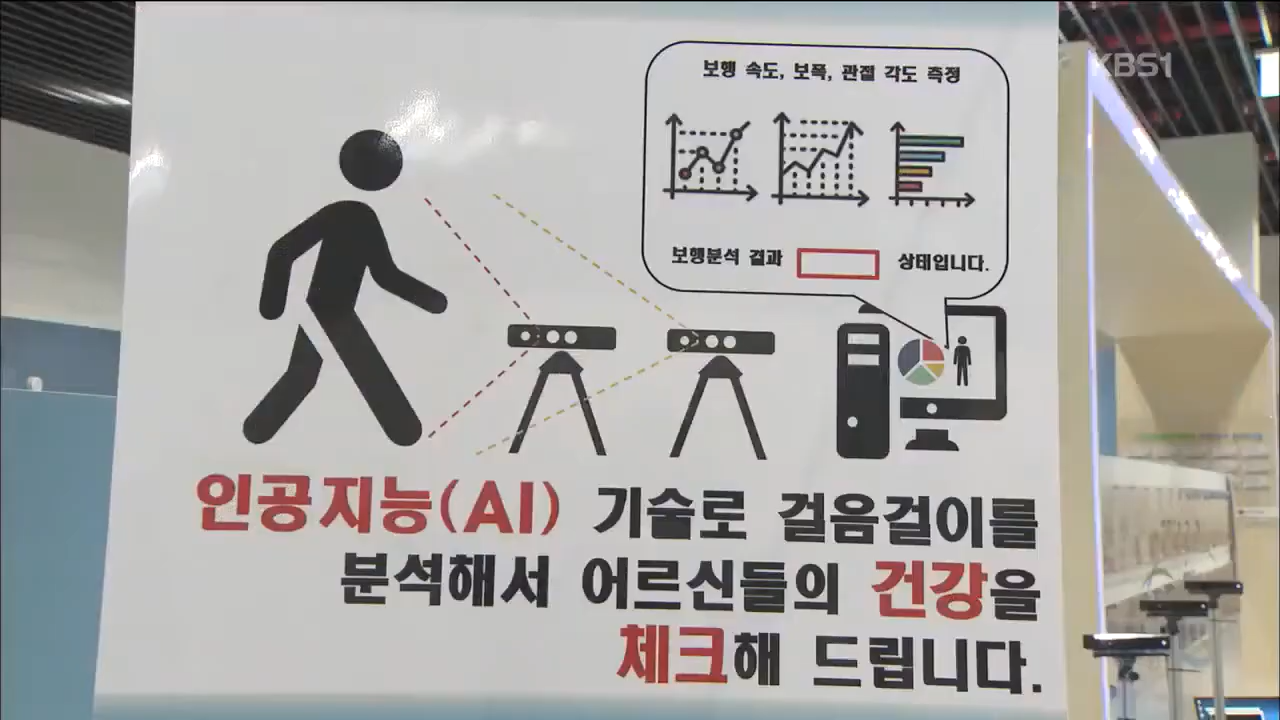 KBS1
보행 속도, 보폭, 관절 각도 측정
보행분석 결과 상태입니다.
인공지능(AI) 기술로 걸음걸이를
분석해서 어르신들의 건강을
체크해 드립니다.